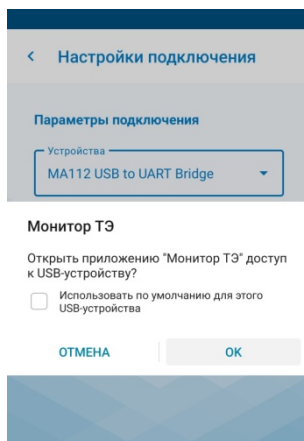 Настройки подключения
Параметры подключения
Устройства
MA112 USB to UART Bridge
Монитор ТЭ
Открыть приложению "Монитор ТЭ" доступ
к USB-устройству?
Использовать по умолчанию для этого
USB-устройства
ОТМЕНА
OK